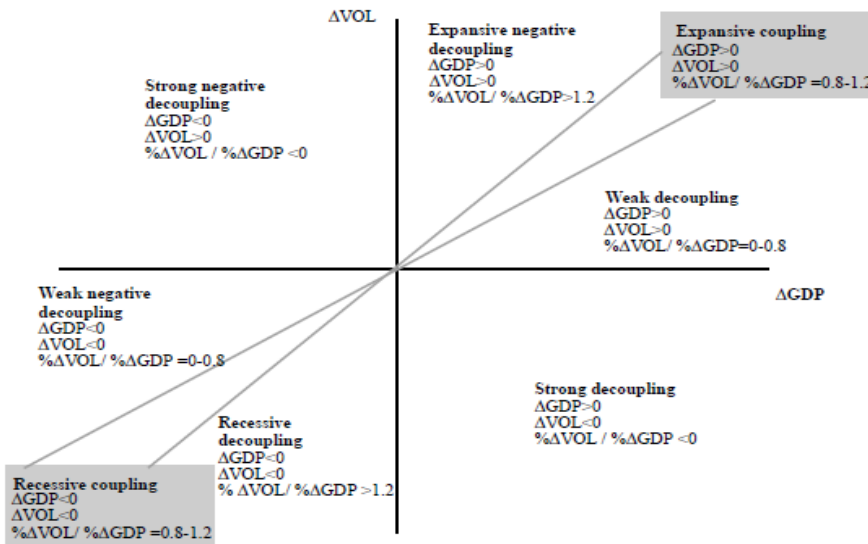 ΔVOL
Expansive negative
decoupling
ΔGDP>0
ΔVOL>0
%ΔVOL/ %ΔGDP>1.2
Expansive coupling
ΔGDP>0
ΔVOL>0
%ΔVOL/ %ΔGDP =0.8-1.2
Strong negative
decoupling
ΔGDP<0
ΔVOL>0
%ΔVOL / %ΔGDP <0
Weak decoupling
ΔGDP>0
ΔVOL>0
%ΔVOL/ %ΔGDP=0-0.8
ΔGDP
Weak negative
decoupling
ΔGDP<0
ΔVOL<0
%ΔVOL/ %ΔGDP =0-0.8
Strong decoupling
ΔGDP>0
ΔVOL<0
%ΔVOL / %ΔGDP <0
Recessive
decoupling
ΔGDP<0
ΔVOL<0
% ΔVOL/ %ΔGDP >1.2
Recessive coupling
ΔGDP<0
ΔVOL<0
%ΔVOL/ %ΔGDP =0.8-1.2